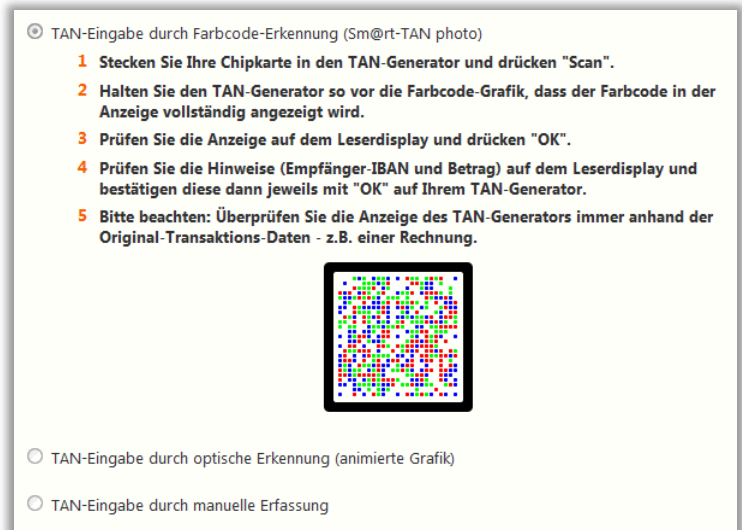 TAN-Eingabe durch Farbcode-Erkennung (Sm@rt-TAN photo)
1 Stecken Sie Ihre Chipkarte in den TAN-Generator und drücken "Scan".
2 Halten Sie den TAN-Generator so vor die Farbcode-Grafik, dass der Farbcode in der
Anzeige vollständig angezeigt wird.
3 Prüfen Sie die Anzeige auf dem Leserdisplay und drücken "OK".
4 Prüfen Sie die Hinweise (Empfänger-IBAN und Betrag) auf dem Leserdisplay und
bestätigen diese dann jeweils mit "OK" auf Ihrem TAN-Generator.
5 Bitte beachten: Überprüfen Sie die Anzeige des TAN-Generators immer anhand der
Original-Transaktions-Daten - z.B. einer Rechnung.
TAN-Eingabe durch optische Erkennung (animierte Grafik)
TAN-Eingabe durch manuelle Erfassung